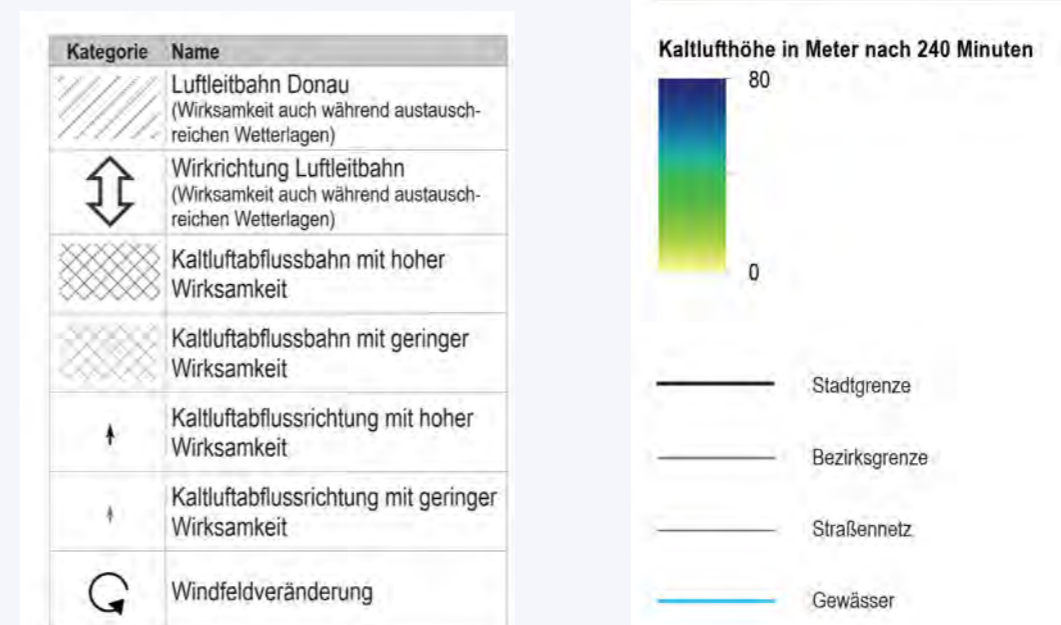 Kategorie Name
Luftleitbahn Donau
(Wirksamkeit auch während austausch-
reichen Wetterlagen)
Wirkrichtung Luftleitbahn
(Wirksamkeit auch während austausch-
reichen Wetterlagen)
Kaltluftabflussbahn mit hoher
Wirksamkeit
Kaltluftabflussbahn mit geringer
Wirksamkeit
Kaltluftabflussrichtung mit hoher
Wirksamkeit
Kaltluftabflussrichtung mit geringer
Wirksamkeit
Windfeldveränderung
Kaltlufthöhe in Meter nach 240 Minuten
80
0
Stadtgrenze
Bezirksgrenze
Straßennetz
Gewässer